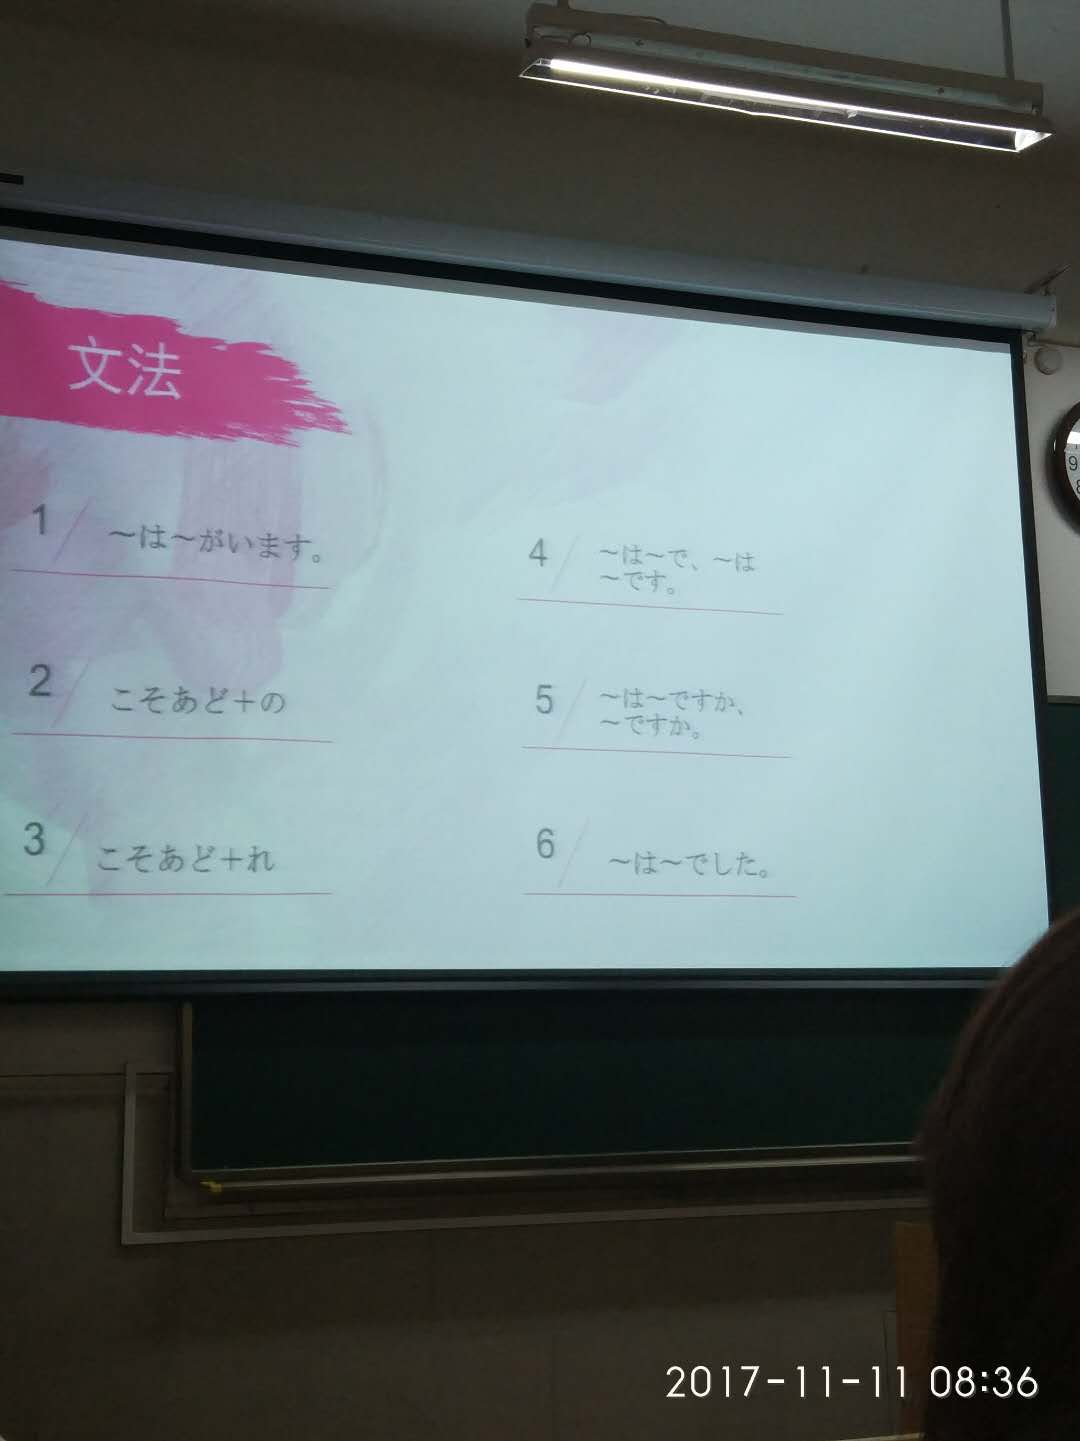 文法
1
～は～がいます。
2
こそあど＋の
3
こそあど＋れ
4
～は～で、～は
～です。
5
～は～ですか、
～ですか。
6
～は～でした。
9
8
2017-11-11 08:36